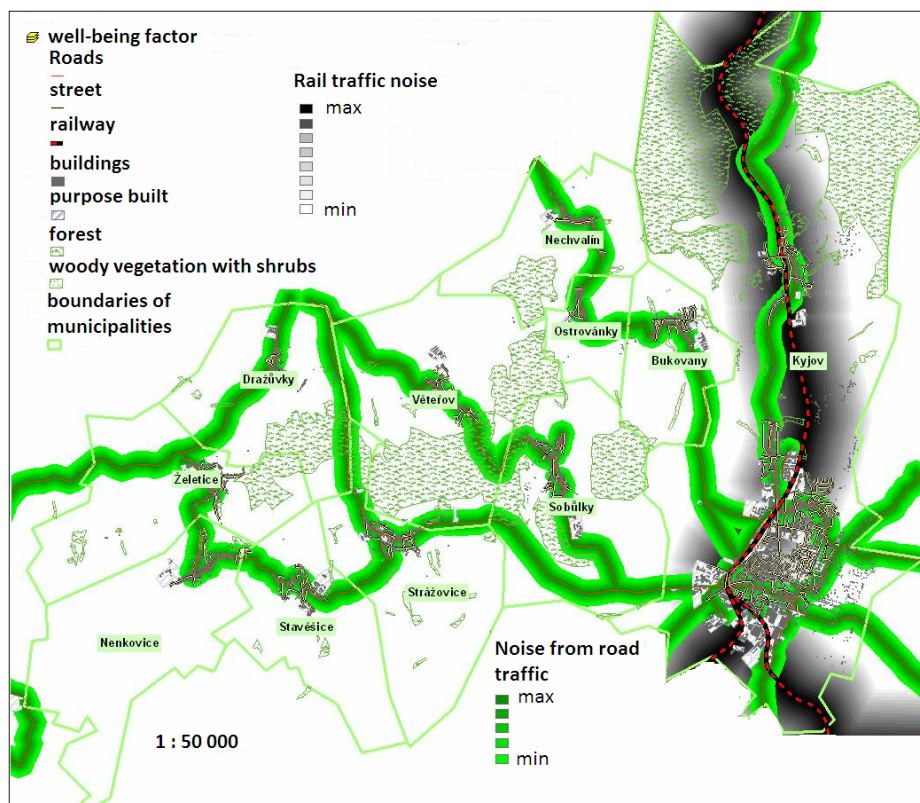 well-being factor
Roads
street
railway
buildings
purpose built
forest
woody vegetation with shrubs
boundaries of
municipalities
Rail traffic noise
max
min
Nechvalín
Ostrovánky
Bukovany
Kyjov
Dražůvky
Věteřov
Želetice
Sobůlky
Strážovice
Stavěšice
Nenkovice
Noise from road
traffic
max
min
1 : 50 000